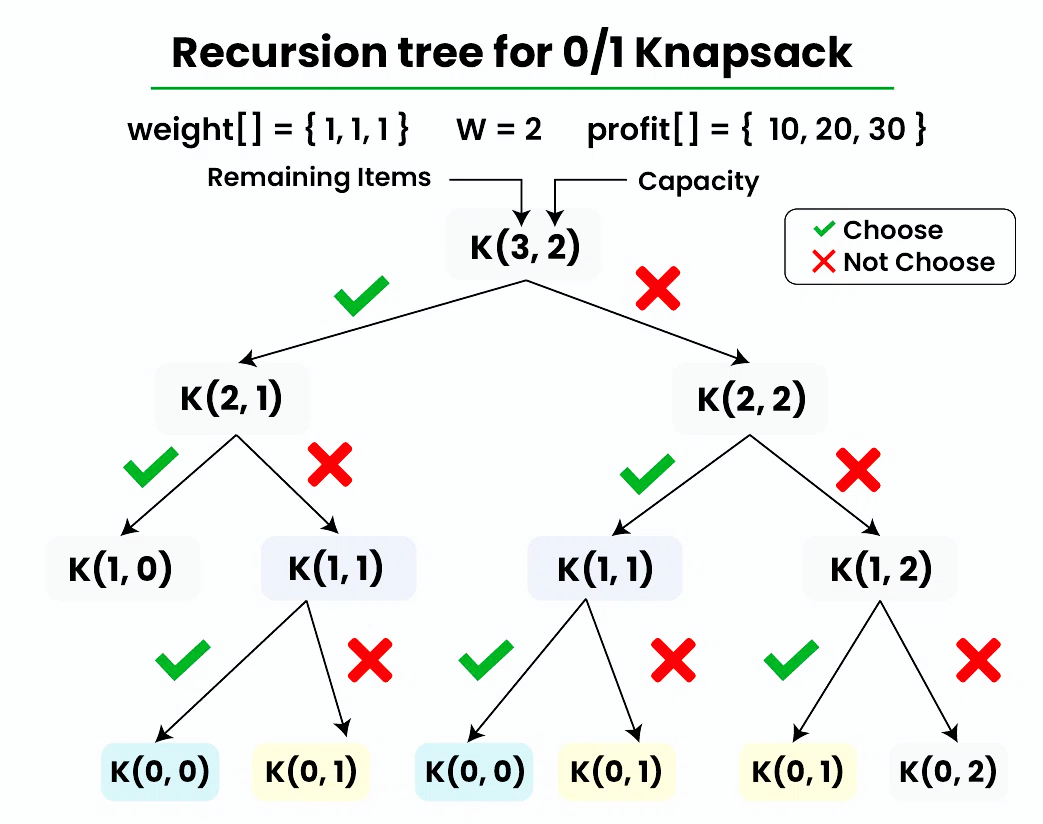 Recursion tree for 0/1 Knapsack
weight[] = { 1, 1, 1 } W = 2 profit[] = { 10, 20, 30 }
Remaining Items Capacity
K(3, 2)
Choose
Not Choose
K(2, 1) K(2, 2)
K(1, 0) K(1, 1) K(1, 1) K(1, 2)
K(0, 0) K(0, 1) K(0, 0) K(0, 1) K(0, 1) K(0, 2)